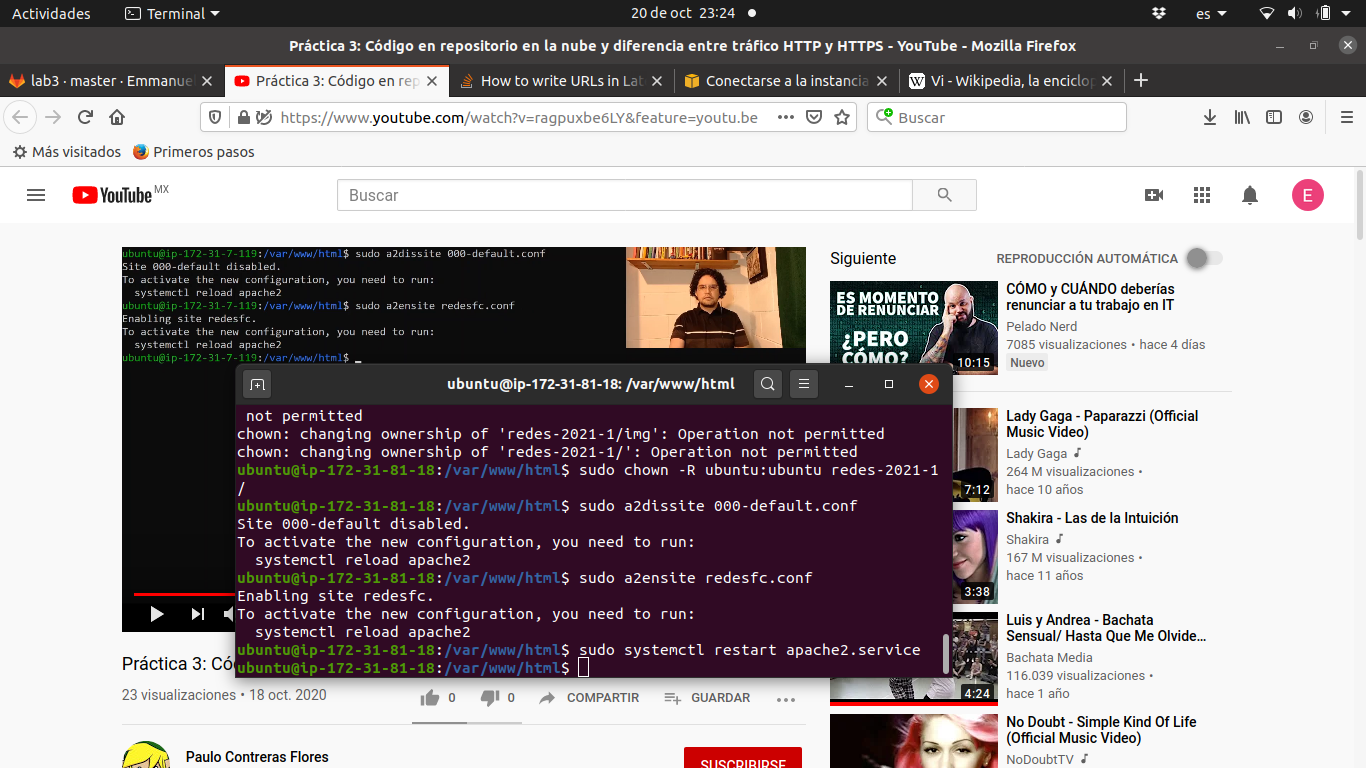 Actividades
Terminal
20 de oct 23:24
es
Práctica 3: Código en repositorio en la nube y diferencia entre tráfico HTTP y HTTPS - YouTube - Mozilla Firefox
lab3 · master · Emmanue
Práctica 3: Código en rep
How to write URLs in Lat
Conectarse a la instancia
Vi - Wikipedia, la enciclop
https://www.youtube.com/watch?v=ragpuxbe6LY&feature=youtu.be
Buscar
Más visitados
Primeros pasos
YouTube MX
Buscar
E
ubuntu@ip-172-31-7-119:/var/www/html$ sudo a2dissite 000-default.conf
Site 000-default disabled.
To activate the new configuration, you need to run:
systemctl reload apache2
ubuntu@ip-172-31-7-119:/var/www/html$ sudo a2ensite redesfc.conf
Enabling site redesfc.
To activate the new configuration, you need to run:
systemctl reload apache2
ubuntu@ip-172-31-7-119:/var/www/html$ _
ubuntu@ip-172-31-81-18: /var/www/html
not permitted
chown: changing ownership of 'redes-2021-1/img': Operation not permitted
chown: changing ownership of 'redes-2021-1/': Operation not permitted
ubuntu@ip-172-31-81-18:/var/www/html$ sudo chown -R ubuntu:ubuntu redes-2021-1
/
ubuntu@ip-172-31-81-18:/var/www/html$ sudo a2dissite 000-default.conf
Site 000-default disabled.
To activate the new configuration, you need to run:
systemctl reload apache2
ubuntu@ip-172-31-81-18:/var/www/html$ sudo a2ensite redesfc.conf
Enabling site redesfc.
To activate the new configuration, you need to run:
systemctl reload apache2
ubuntu@ip-172-31-81-18:/var/www/html$ sudo systemctl restart apache2.service
ubuntu@ip-172-31-81-18:/var/www/html$
Práctica 3: Có
23 visualizaciones • 18 oct. 2020
0
0
COMPARTIR
GUARDAR
Paulo Contreras Flores
SUSCRIBIRSE
Siguiente
REPRODUCCIÓN AUTOMÁTICA
ES MOMENTO
DE RENUNCIAR
¿PERO
CÓMO?
10:15
CÓMO y CUÁNDO deberías
renunciar a tu trabajo en IT
Pelado Nerd
7085 visualizaciones • hace 4 días
Nuevo
7:12
Lady Gaga - Paparazzi (Official
Music Video)
Lady Gaga
264 M visualizaciones •
hace 10 años
3:38
Shakira - Las de la Intuición
Shakira
167 M visualizaciones •
hace 11 años
4:24
Luis y Andrea - Bachata
Sensual/ Hasta Que Me Olvide…
Bachata Media
116.039 visualizaciones •
hace 1 año
No Doubt - Simple Kind Of Life
(Official Music Video)
NoDoubtTV